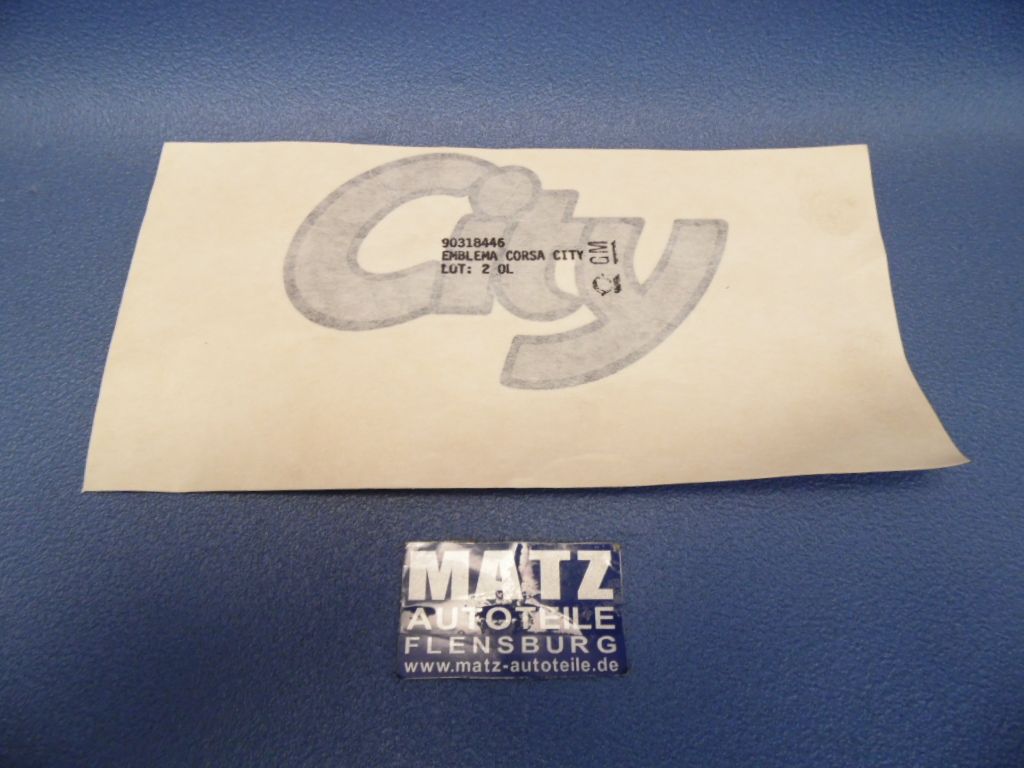 City
90318446
EMBLEMA CORSA CITY
LOT: 2 OL
GM
MATZ
AUTOTEILE
FLENSBURG
www.matz-autoteile.de